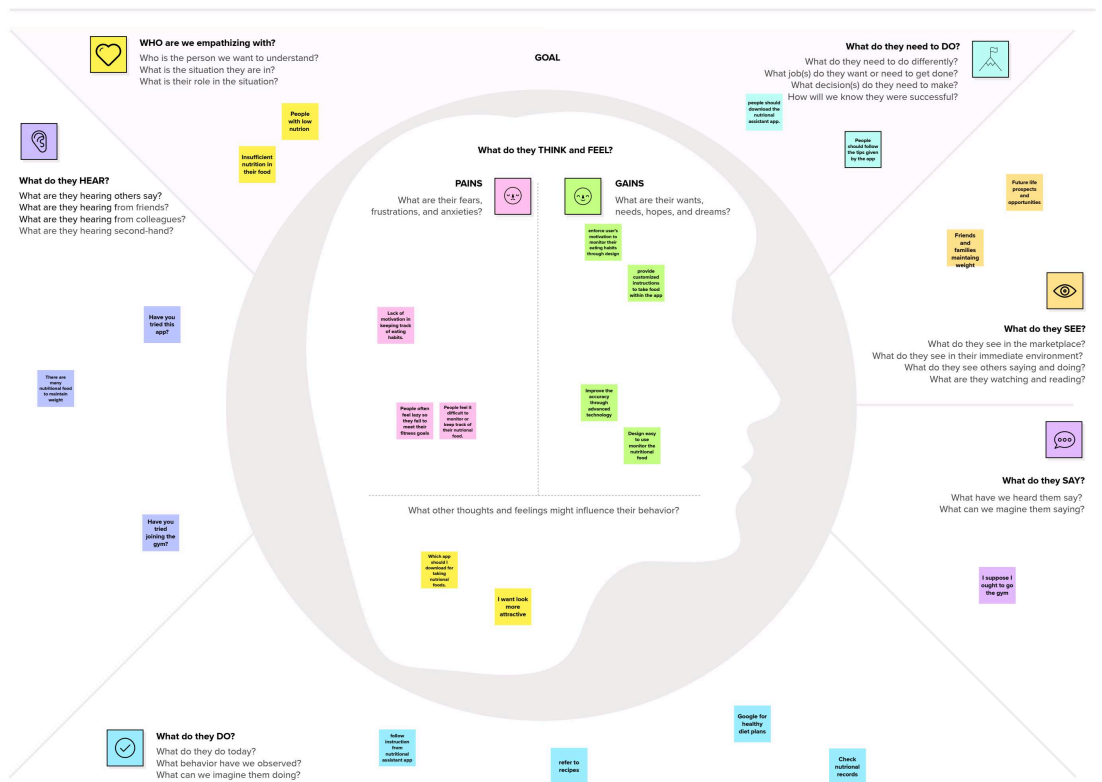 WHO are we empathizing with?
Who is the person we want to understand?
What is the situation they are in?
What is their role in the situation?
People
with low
nutrion
Insufficient
nutrition in
their food
GOAL
What do they need to DO?
What do they need to do differently?
What job(s) do they want or need to get done?
What decision(s) do they need to make?
How will we know they were successful?
people should
download the
nutritional
assistant app.
People
should follow
the tips given
by the app
What do they HEAR?
What are they hearing others say?
What are they hearing from friends?
What are they hearing from colleagues?
What are they hearing second-hand?
Have you
tried this
app?
There are
many
nutritional food
to maintain
weight
Have you
tried
joining the
gym?
What do they THINK and FEEL?
PAINS
What are their fears,
frustrations, and anxieties?
Lack of
motivation in
keeping track
of eating
habits.
People often
feel lazy so
they fail to
meet their
fitness goals
People feel it
difficult to
monitor or
keep track of
their nutrional
food.
GAINS
What are their wants,
needs, hopes, and dreams?
enforce user's
motivation to
monitor their
eating habits
through design
provide
customized
instructions
to take food
within the app
Improve the
accuracy
through
advanced
technology
Design easy
to use
monitor the
nutritional
food
What other thoughts and feelings might influence their behavior?
Which app
should I
download for
taking
nutrional
foods.
I want look
more
attractive
Future life
prospects
and
opportunities
Friends
and
families
maintaing
weight
What do they SEE?
What do they see in the marketplace?
What do they see in their immediate environment?
What do they see others saying and doing?
What are they watching and reading?
What do they SAY?
What have we heard them say?
What can we magine them saying?
I suppose I
ought to go
the gym
What do they DO?
What do they do today?
What behavior have we observed?
What can we imagine them doing?
follow
instruction
from
nutritional
assistant app
refer to
recipes
Google for
healthy
diet plans
Check
nutrional
records